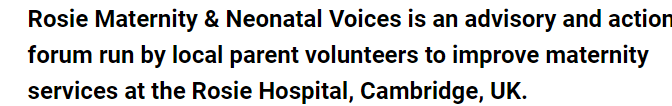 Rosie Maternity & Neonatal Voices is an advisory and action
forum run by local parent volunteers to improve maternity
services at the Rosie Hospital, Cambridge, UK.